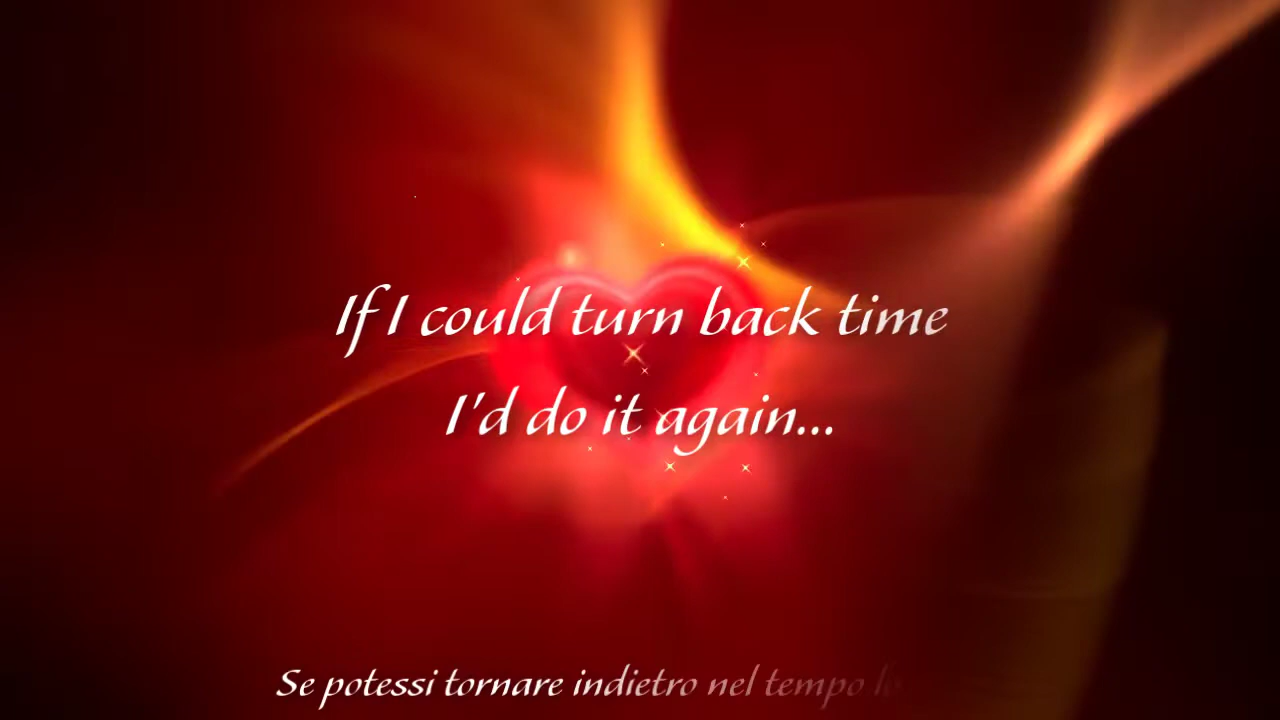 If I could turn back time
I'd do it again...
Se potessi tornare indietro nel tempo